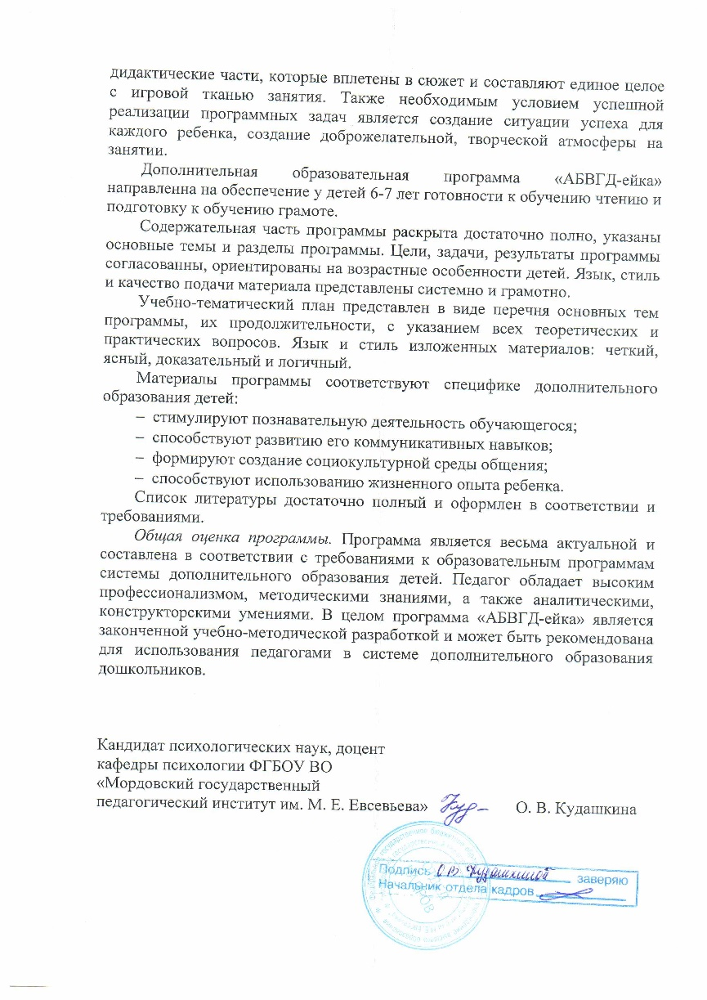 дидактические части, которые вплетены в сюжет и составляют единое целое
с игровой тканью занятия. Также необходимым условием успешной
реализации программных задач является создание ситуации успеха для
каждого ребенка, создание доброжелательной, творческой атмосферы на
занятии.
Дополнительная образовательная программа «АБВГД-ейка»
направленна на обеспечение у детей 6-7 лет готовности к обучению чтению и
подготовку к обучению грамоте.
Содержательная часть программы раскрыта достаточно полно, указаны
основные темы и разделы программы. Цели, задачи, результаты программы
согласованны, ориентированы на возрастные особенности детей. Язык, стиль
и качество подачи материала представлены системно и грамотно.
Учебно-тематический план представлен в виде перечня основных тем
программы, их продолжительности, с указанием всех теоретических и
практических вопросов. Язык и стиль изложенных материалов: четкий,
ясный, доказательный и логичный.
Материалы программы соответствуют специфике дополнительного
образования детей:
− стимулируют познавательную деятельность обучающегося;
− способствуют развитию его коммуникативных навыков;
− формируют создание социокультурной среды общения;
− способствуют использованию жизненного опыта ребенка.
Список литературы достаточно полный и оформлен в соответствии и
требованиями.
Общая оценка программы. Программа является весьма актуальной и
составлена в соответствии с требованиями к образовательным программам
системы дополнительного образования детей. Педагог обладает высоким
профессионализмом, методическими знаниями, а также аналитическими,
конструкторскими умениями. В целом программа «АБВГД-ейка» является
законченной учебно-методической разработкой и может быть рекомендована
для использования педагогами в системе дополнительного образования
дошкольников.
Кандидат психологических наук, доцент
кафедры психологии ФГБОУ ВО
«Мордовский государственный
педагогический институт им. М. Е. Евсевьева» О. В. Кудашкина
Подпись О.В. Кудашкиной заверяю
Начальник отдела кадров